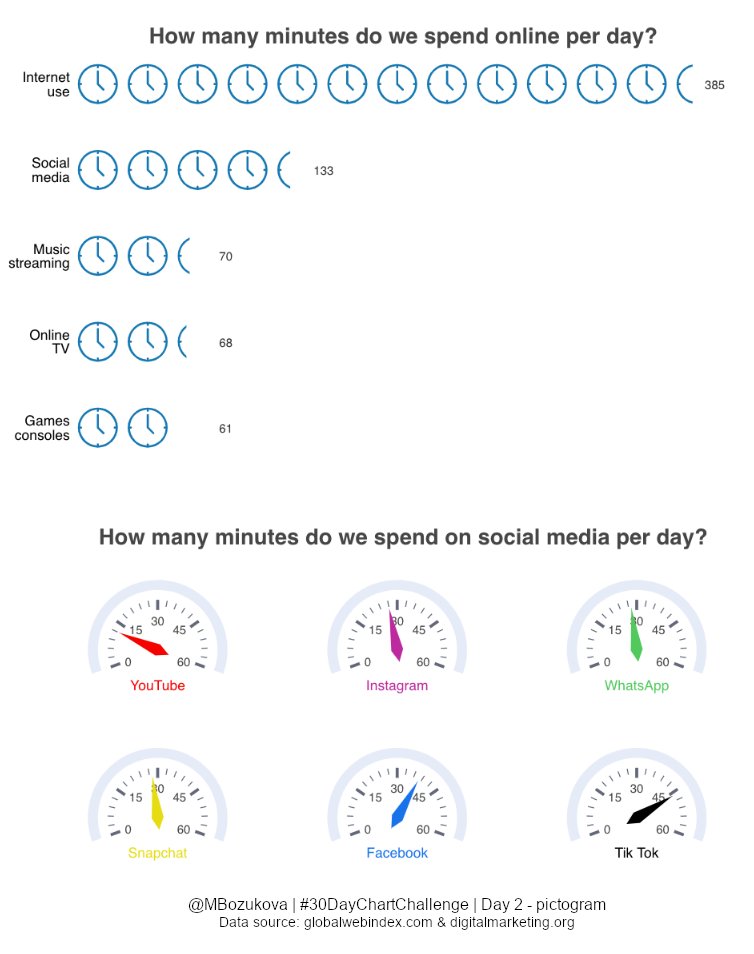 How many minutes do we spend online per day?
Internet
use
385
Social
media
133
Music
streaming
70
Online
TV
68
Games
consoles
61
How many minutes do we spend on social media per day?
0 15 30 45 60
YouTube
0 15 30 45 60
Instagram
0 15 30 45 60
WhatsApp
0 15 30 45 60
Snapchat
0 15 30 45 60
Facebook
0 15 30 45 60
Tik Tok
@MBozukova | #30DayChartChallenge | Day 2 - pictogram
Data source: globalwebindex.com & digitalmarketing.org